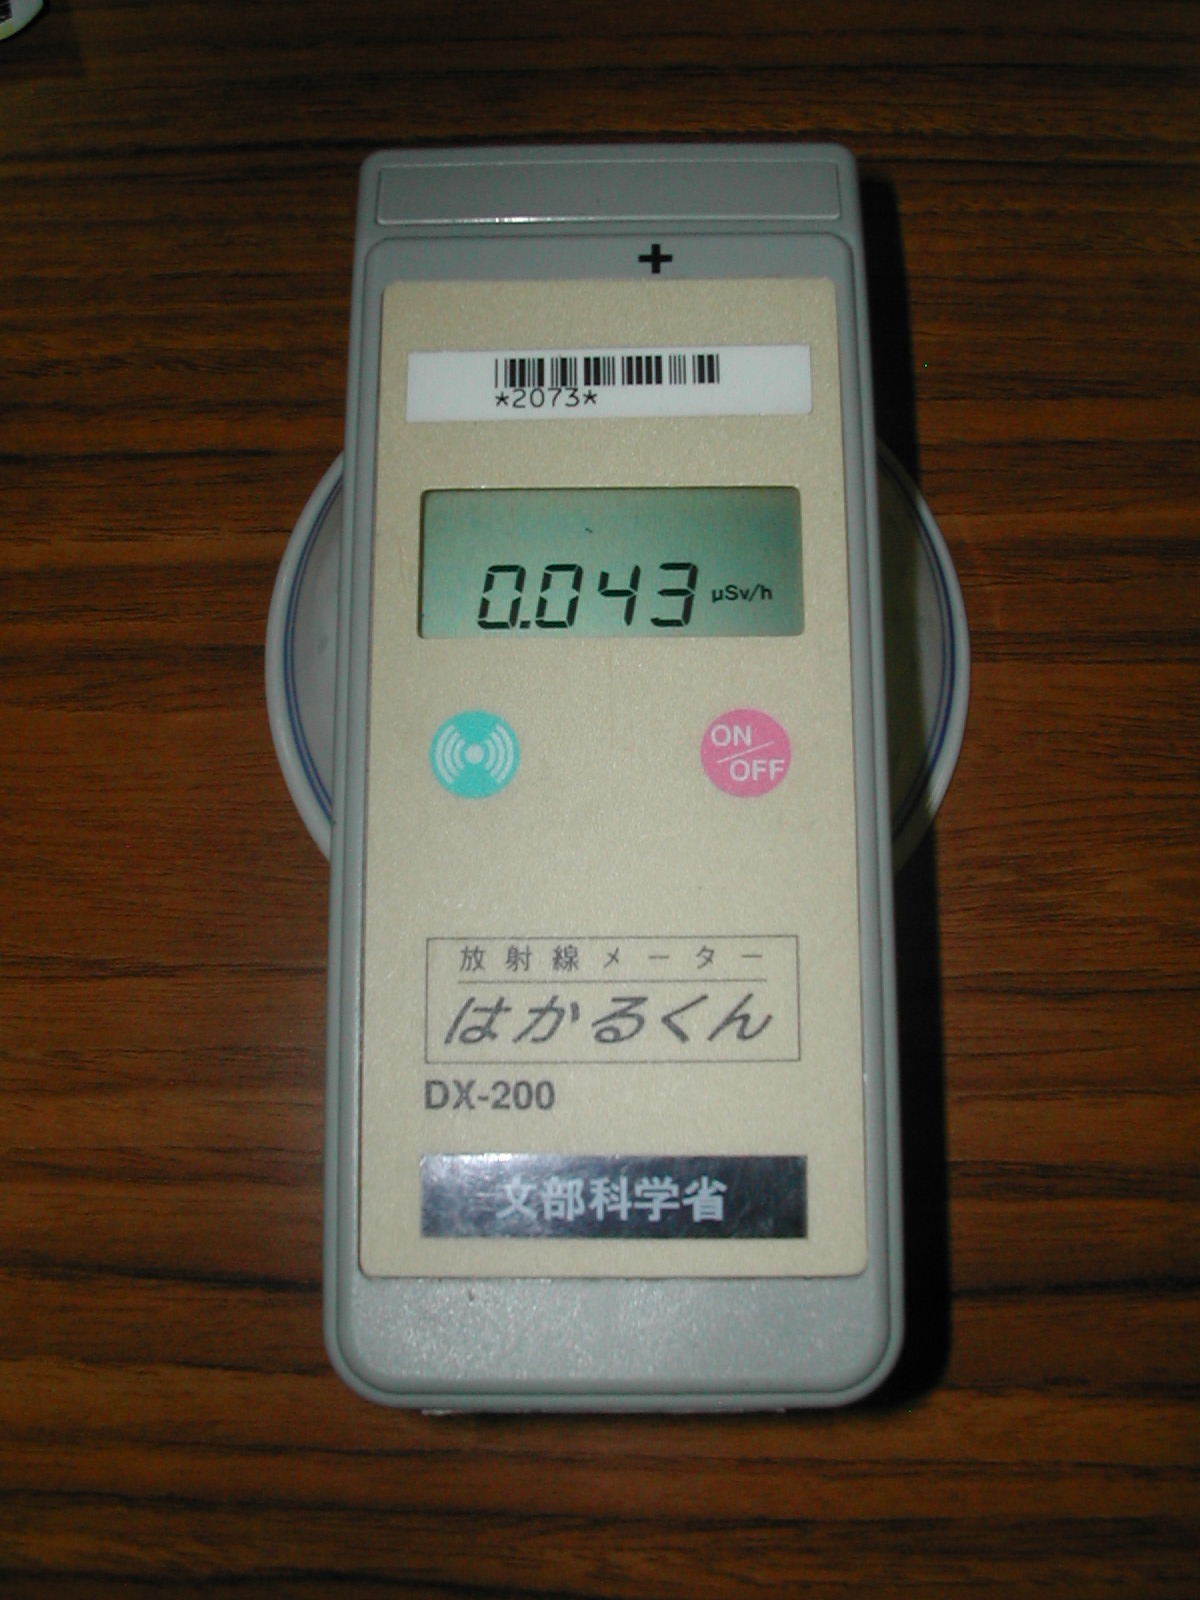 +
*2073*
0.043 µSv/h
ON
OFF
放射線メーター
はかるくん
DX-200
文部科学省